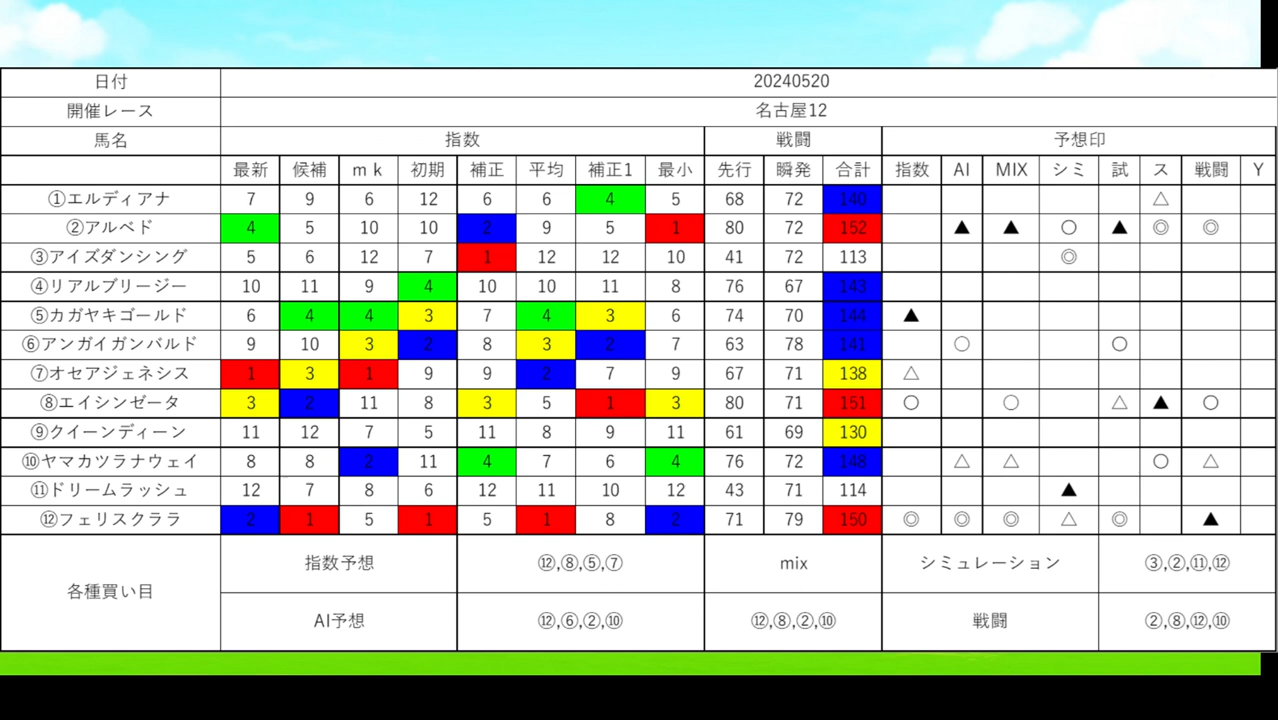 日付 20240520
開催レース 名古屋12
馬名 指数 戦闘 予想印
最新 候補 mk 初期 補正 平均 補正1 最小 先行 瞬発 合計 指数 AI MIX シミ 試 ス 戦闘 Y
①エルディアナ 7 9 6 12 6 6 4 5 68 72 140 △
②アルベド 4 5 10 10 2 9 5 1 80 72 152 ▲ ▲ ○ ▲ ◎ ◎
③アイズダンシング 5 6 12 7 1 12 12 10 41 72 113 ◎
④リアルブリージー 10 11 9 4 10 10 11 8 76 67 143
⑤カガヤキゴールド 6 4 4 3 7 4 3 6 74 70 144 ▲
⑥アンガイガンバルド 9 10 3 2 8 3 2 7 63 78 141 ○ ○
⑦オセアジェネシス 1 3 1 9 9 2 7 9 67 71 138 △
⑧エイシンゼータ 3 2 11 8 3 5 1 3 80 71 151 ○ ○ △ ▲ ○
⑨クイーンディーン 11 12 7 5 11 8 9 11 61 69 130
⑩ヤマカツラナウェイ 8 8 2 11 4 7 6 4 76 72 148 △ △ ○ △
⑪ドリームラッシュ 12 7 8 6 12 11 10 12 43 71 114 ▲
⑫フェリスクララ 2 1 5 1 5 1 8 2 71 79 150 ◎ ◎ ◎ △ ◎ ▲
各種買い目
指数予想 ⑫,⑧,⑤,⑦ mix シミュレーション ③,②,⑪,⑫
AI予想 ⑫,⑥,②,⑩ ⑫,⑧,②,⑩ 戦闘 ②,⑧,⑫,⑩